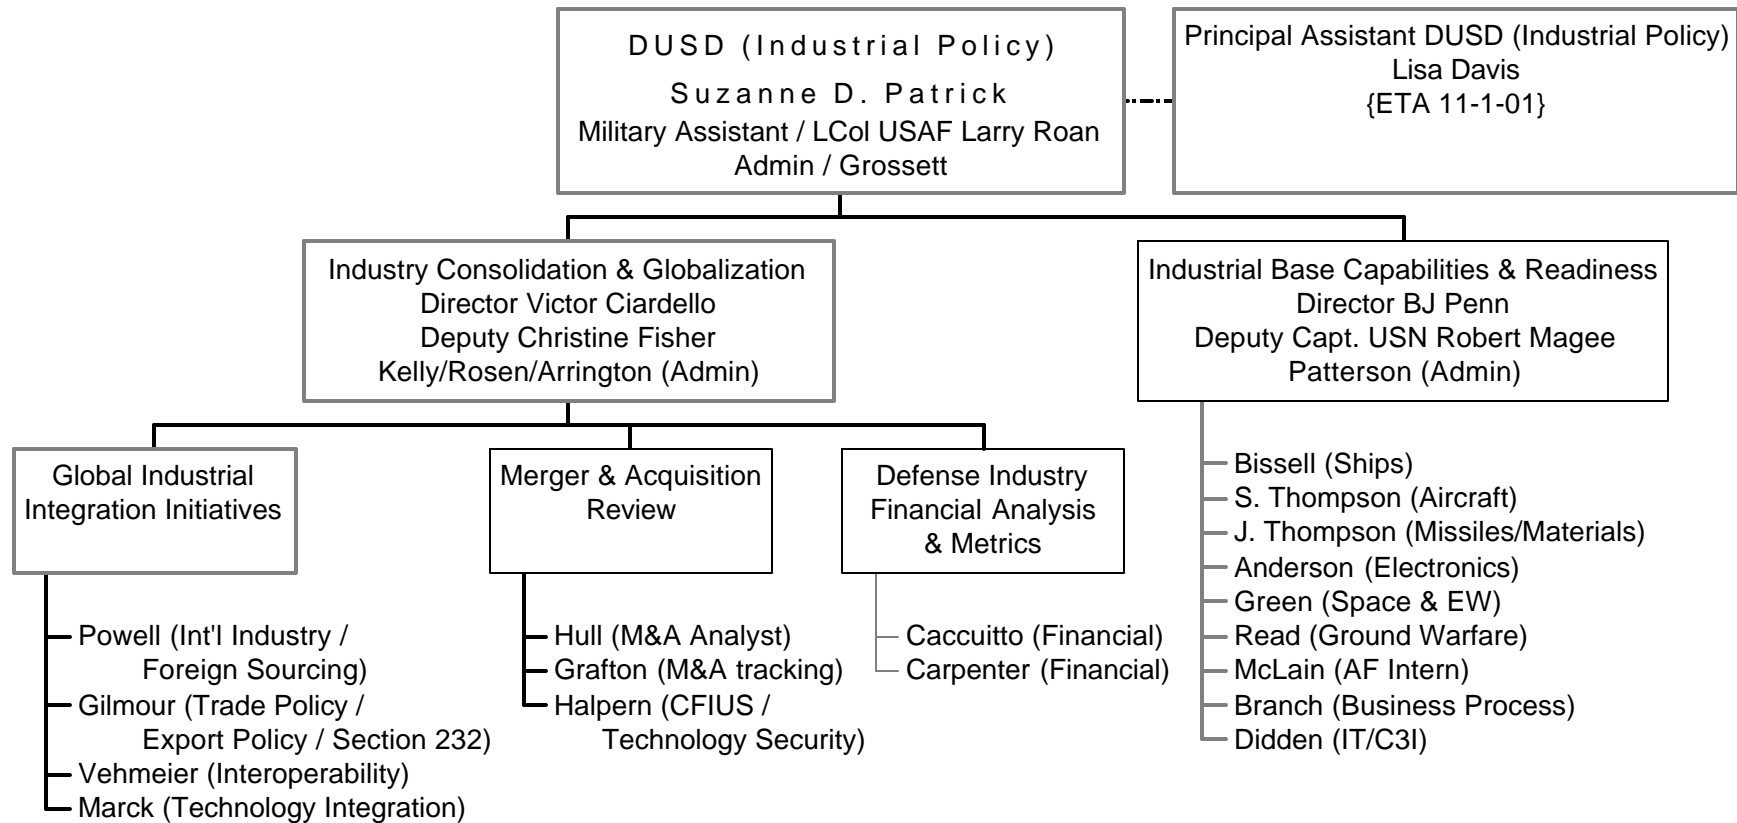 DUSD (Industrial Policy)
Suzanne D. Patrick
Military Assistant / LCol USAF Larry Roan
Admin / Grossett
Principal Assistant DUSD (Industrial Policy)
Lisa Davis
{ETA 11-1-01}
Industry Consolidation & Globalization
Director Victor Ciardello
Deputy Christine Fisher
Kelly/Rosen/Arrington (Admin)
Industrial Base Capabilities & Readiness
Director BJ Penn
Deputy Capt. USN Robert Magee
Patterson (Admin)
Global Industrial
Integration Initiatives
Powell (Int'l Industry /
Foreign Sourcing)
Gilmour (Trade Policy /
Export Policy / Section 232)
Vehmeier (Interoperability)
Marck (Technology Integration)
Merger & Acquisition
Review
Hull (M&A Analyst)
Grafton (M&A tracking)
Halpern (CFIUS /
Technology Security)
Defense Industry
Financial Analysis
& Metrics
Caccuitto (Financial)
Carpenter (Financial)
Bissell (Ships)
S. Thompson (Aircraft)
J. Thompson (Missiles/Materials)
Anderson (Electronics)
Green (Space & EW)
Read (Ground Warfare)
McLain (AF Intern)
Branch (Business Process)
Didden (IT/C3I)